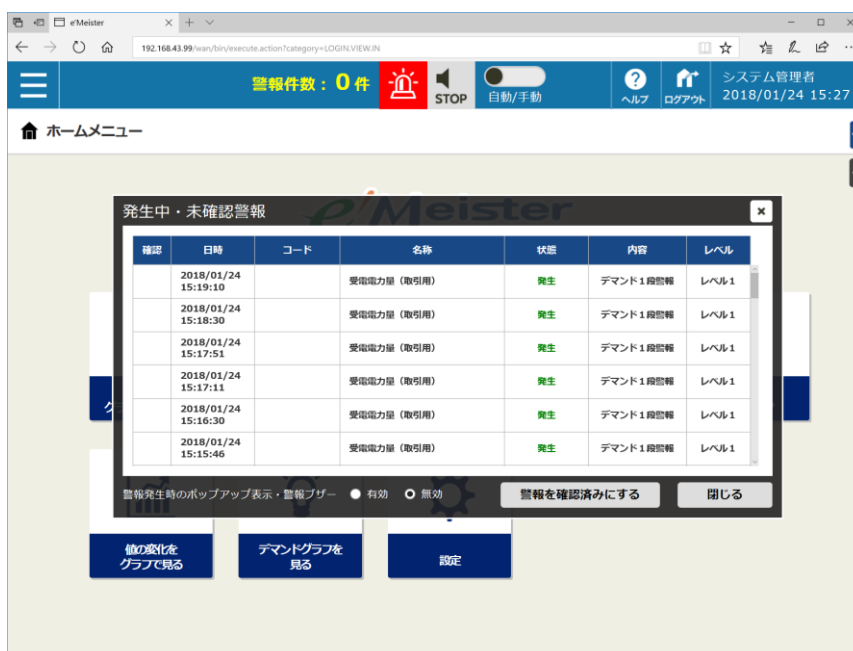 e'Meister
192.168.43.99/wan/bin/execute.action?category=LOGIN.VIEW.IN
警報件数： 0 件
STOP
自動/手動
ヘルプ
ログアウト
システム管理者
2018/01/24 15:27
ホームメニュー
e'Meister
発生中・未確認警報
確認 日時 コード 名称 状態 内容 レベル
2018/01/24
15:19:10 受電電力量（取引用） 発生 デマンド１段警報 レベル１
2018/01/24
15:18:30 受電電力量（取引用） 発生 デマンド１段警報 レベル１
2018/01/24
15:17:51 受電電力量（取引用） 発生 デマンド１段警報 レベル１
2018/01/24
15:17:11 受電電力量（取引用） 発生 デマンド１段警報 レベル１
2018/01/24
15:16:30 受電電力量（取引用） 発生 デマンド１段警報 レベル１
2018/01/24
15:15:46 受電電力量（取引用） 発生 デマンド１段警報 レベル１
警報発生時のポップアップ表示・警報ブザー 有効 無効
警報を確認済みにする
閉じる
値の変化を
グラフで見る
デマンドグラフを
見る
設定